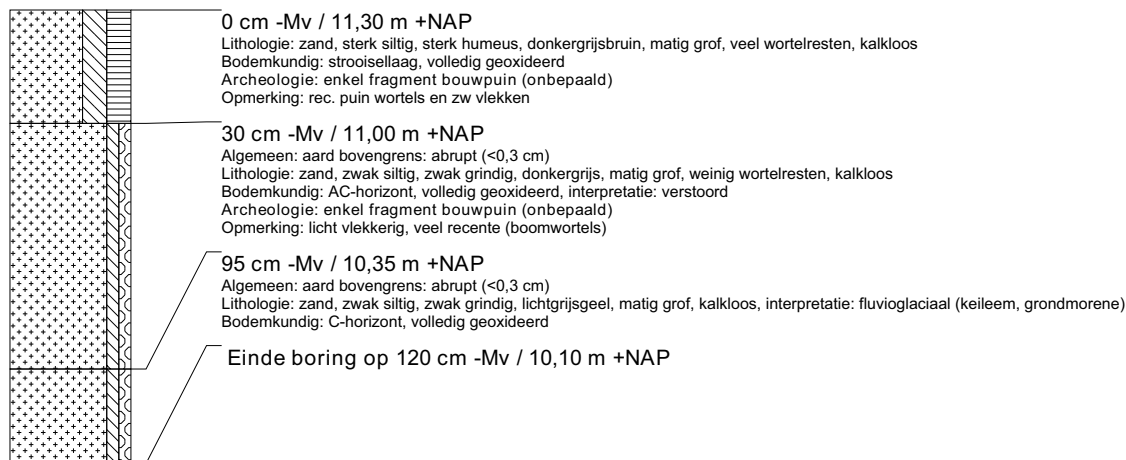 0 cm -Mv / 11,30 m +NAP
Lithologie: zand, sterk siltig, sterk humeus, donkergrijsbruin, matig grof, veel wortelresten, kalkloos
Bodemkundig: strooisellaag, volledig geoxideerd
Archeologie: enkel fragment bouwpuin (onbepaald)
Opmerking: rec. puin wortels en zw vlekken
30 cm -Mv / 11,00 m +NAP
Algemeen: aard bovengrens: abrupt (<0,3 cm)
Lithologie: zand, zwak siltig, zwak grindig, donkergrijs, matig grof, weinig wortelresten, kalkloos
Bodemkundig: AC-horizont, volledig geoxideerd, interpretatie: verstoord
Archeologie: enkel fragment bouwpuin (onbepaald)
Opmerking: licht vlekkerig, veel recente (boomwortels)
95 cm -Mv / 10,35 m +NAP
Algemeen: aard bovengrens: abrupt (<0,3 cm)
Lithologie: zand, zwak siltig, zwak grindig, lichtgrijsgeel, matig grof, kalkloos, interpretatie: fluvioglaciaal (keileem, grondmorene)
Bodemkundig: C-horizont, volledig geoxideerd
Einde boring op 120 cm -Mv / 10,10 m +NAP